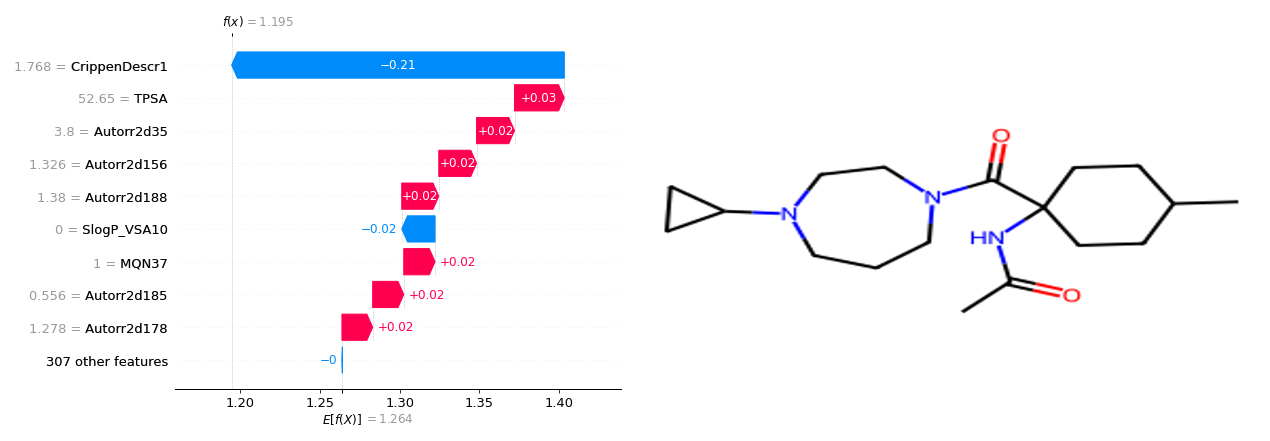 f(x) = 1.195
1.768 = CrippenDescr1
−0.21
52.65 = TPSA
+0.03
3.8 = Autorr2d35
+0.02
1.326 = Autorr2d156
+0.02
1.38 = Autorr2d188
+0.02
0 = SlogP_VSA10
−0.02
1 = MQN37
+0.02
0.556 = Autorr2d185
+0.02
1.278 = Autorr2d178
+0.02
307 other features
−0
1.20 1.25 1.30 1.35 1.40
E[f(X)] = 1.264
O
N
N
HN
O